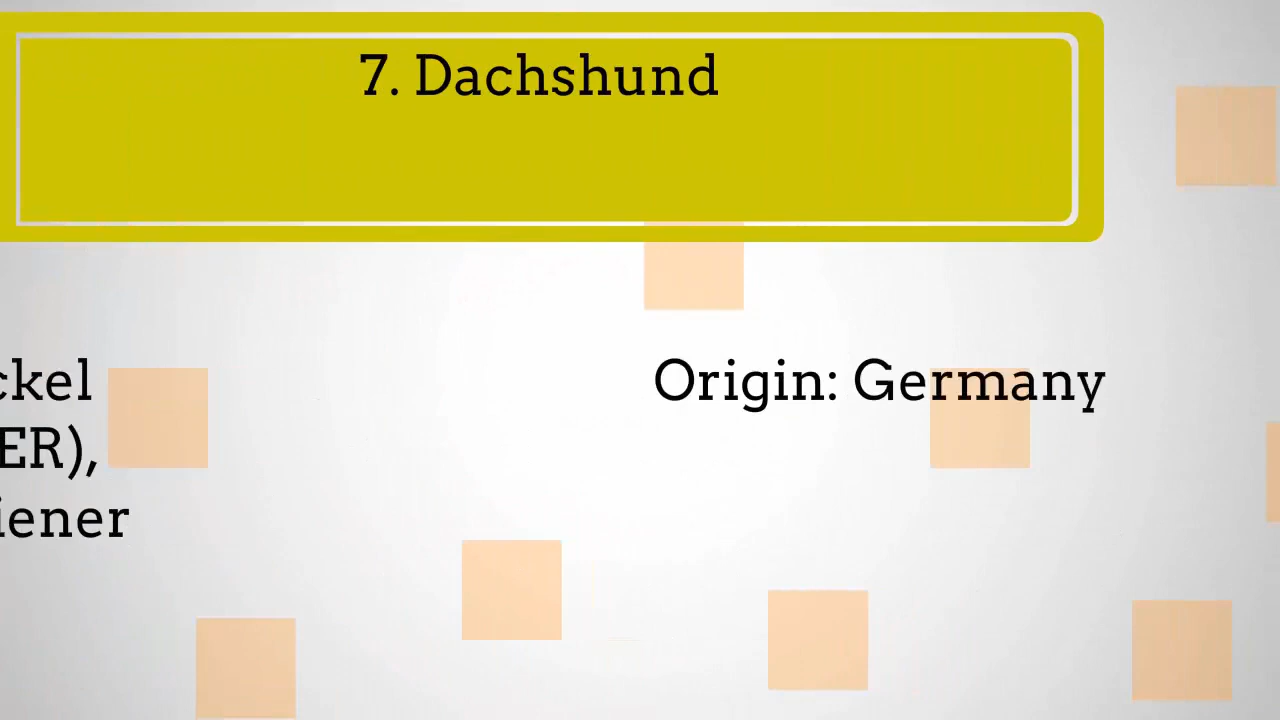 7. Dachshund
ckel
Origin: Germany
ER),
iener